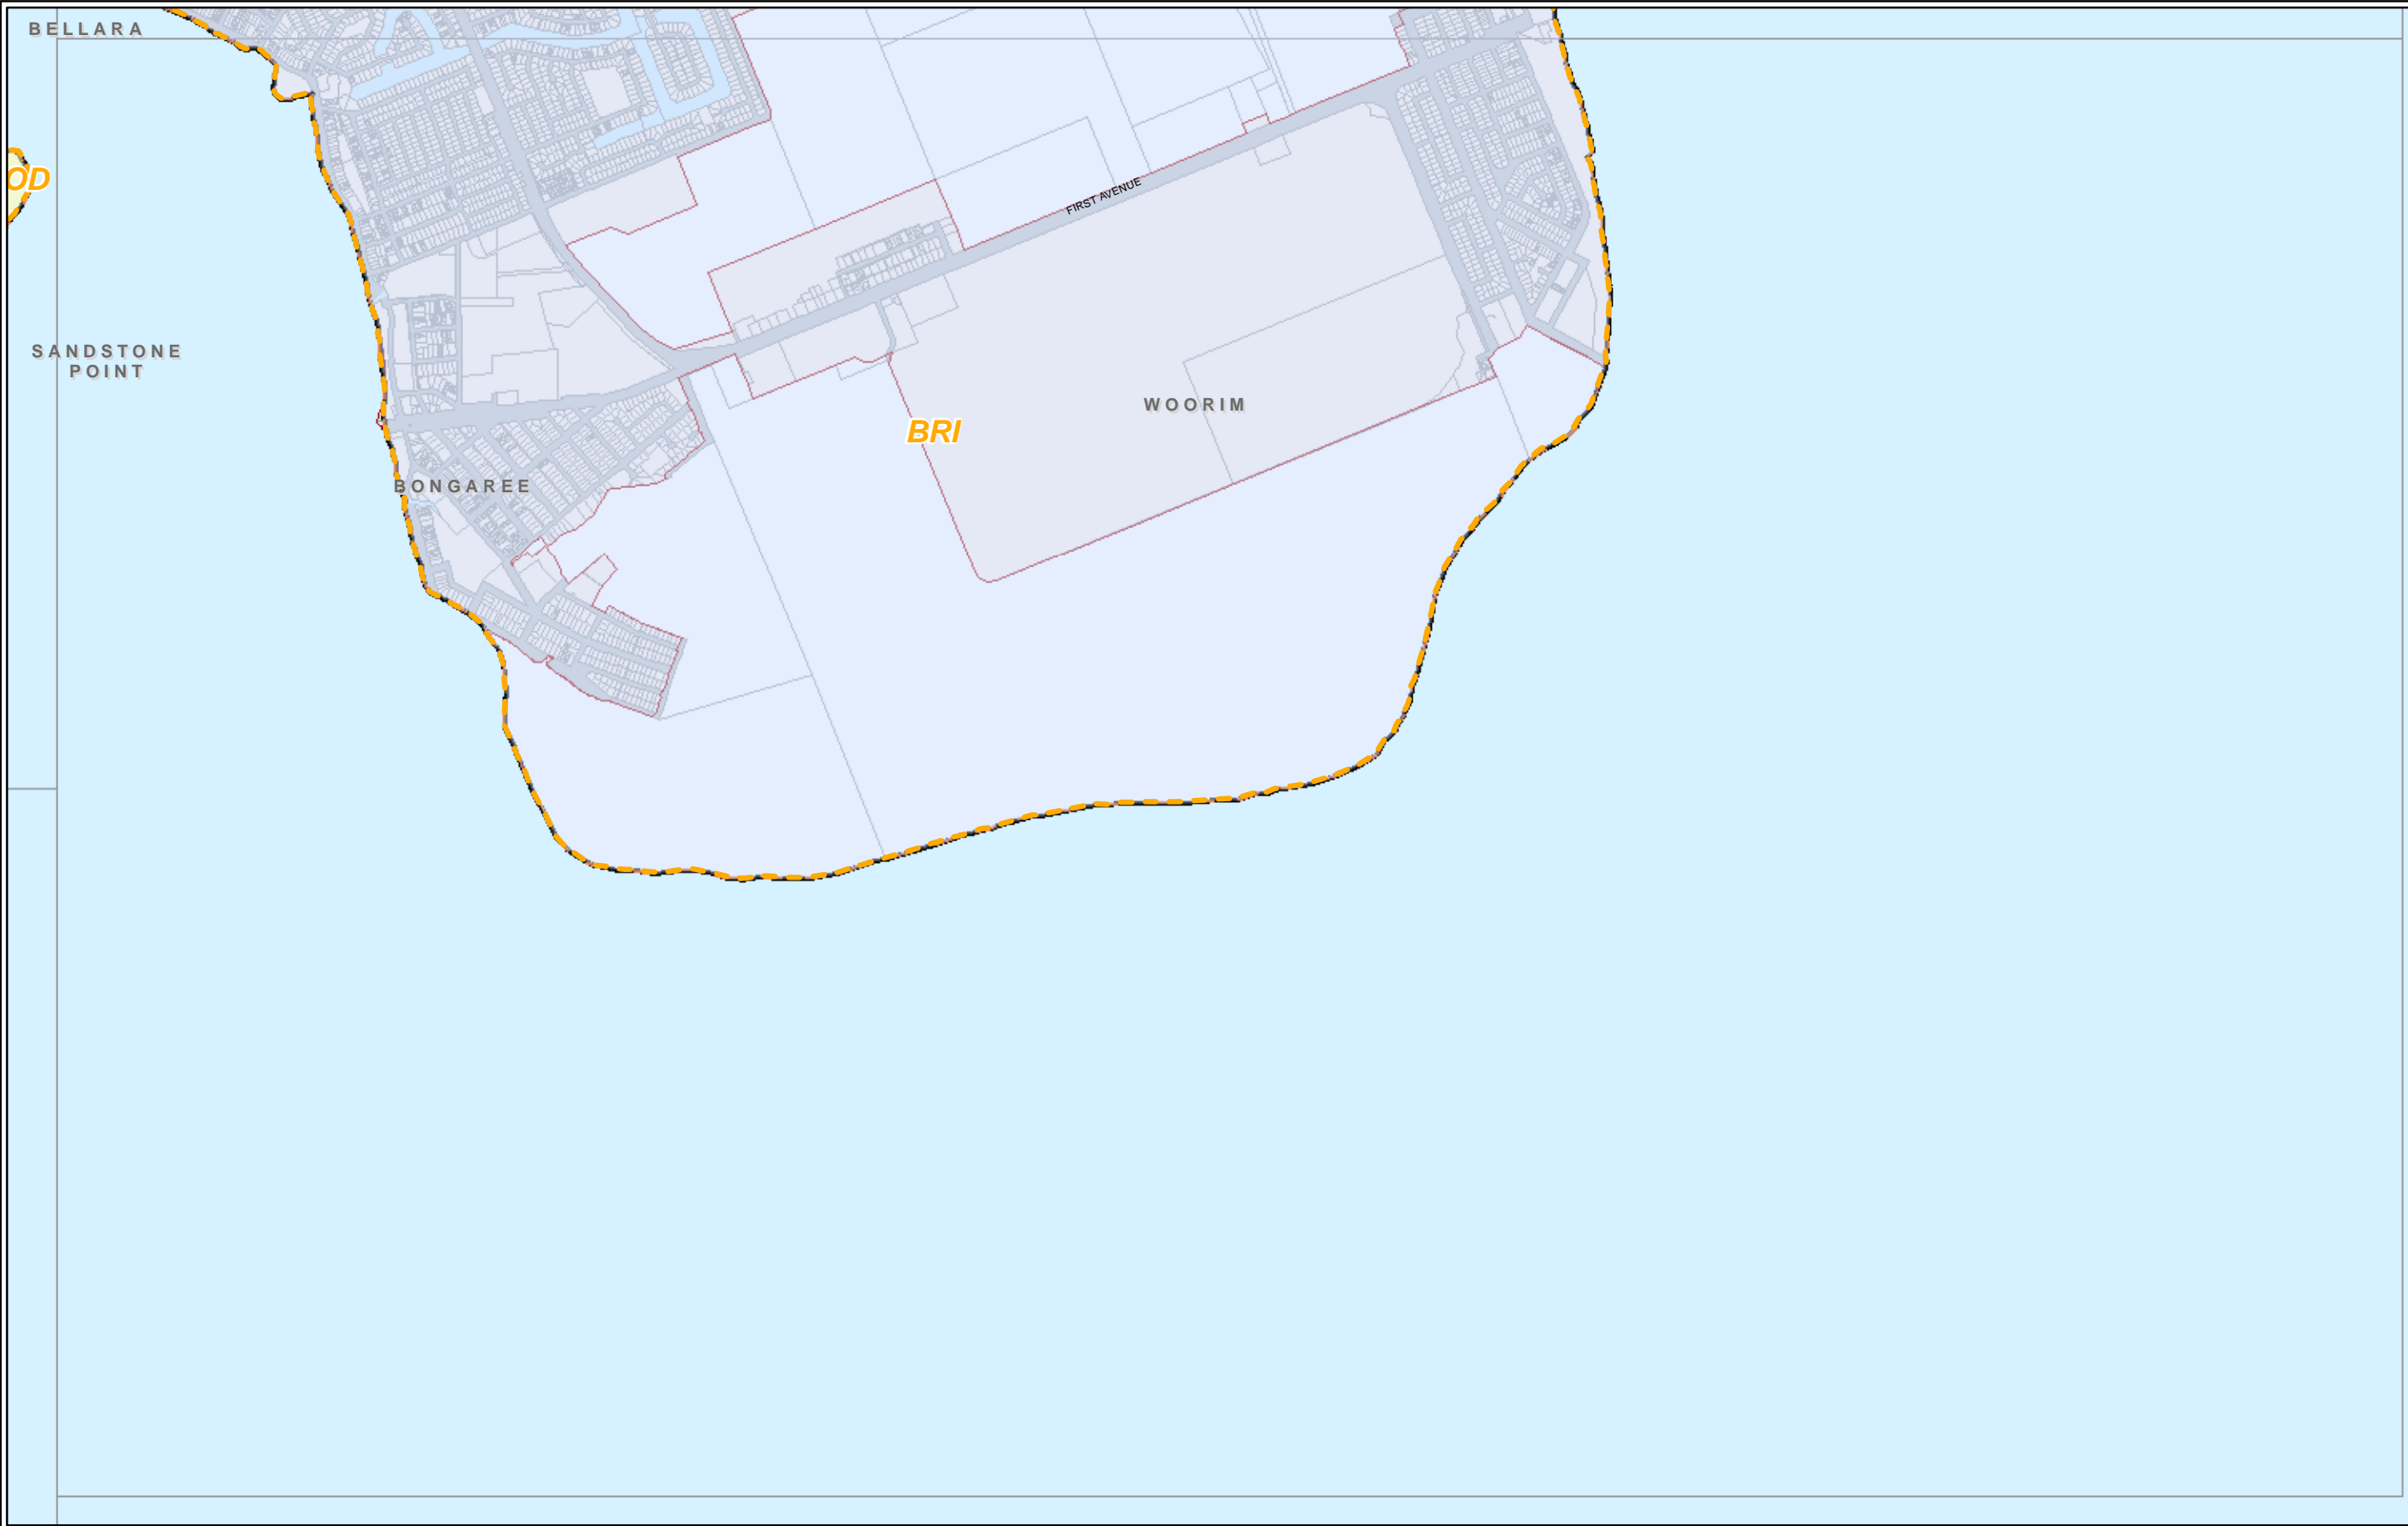 BELLARA
OD
FIRST AVENUE
SANDSTONE
POINT
WOORIM
BRI
BONGAREE